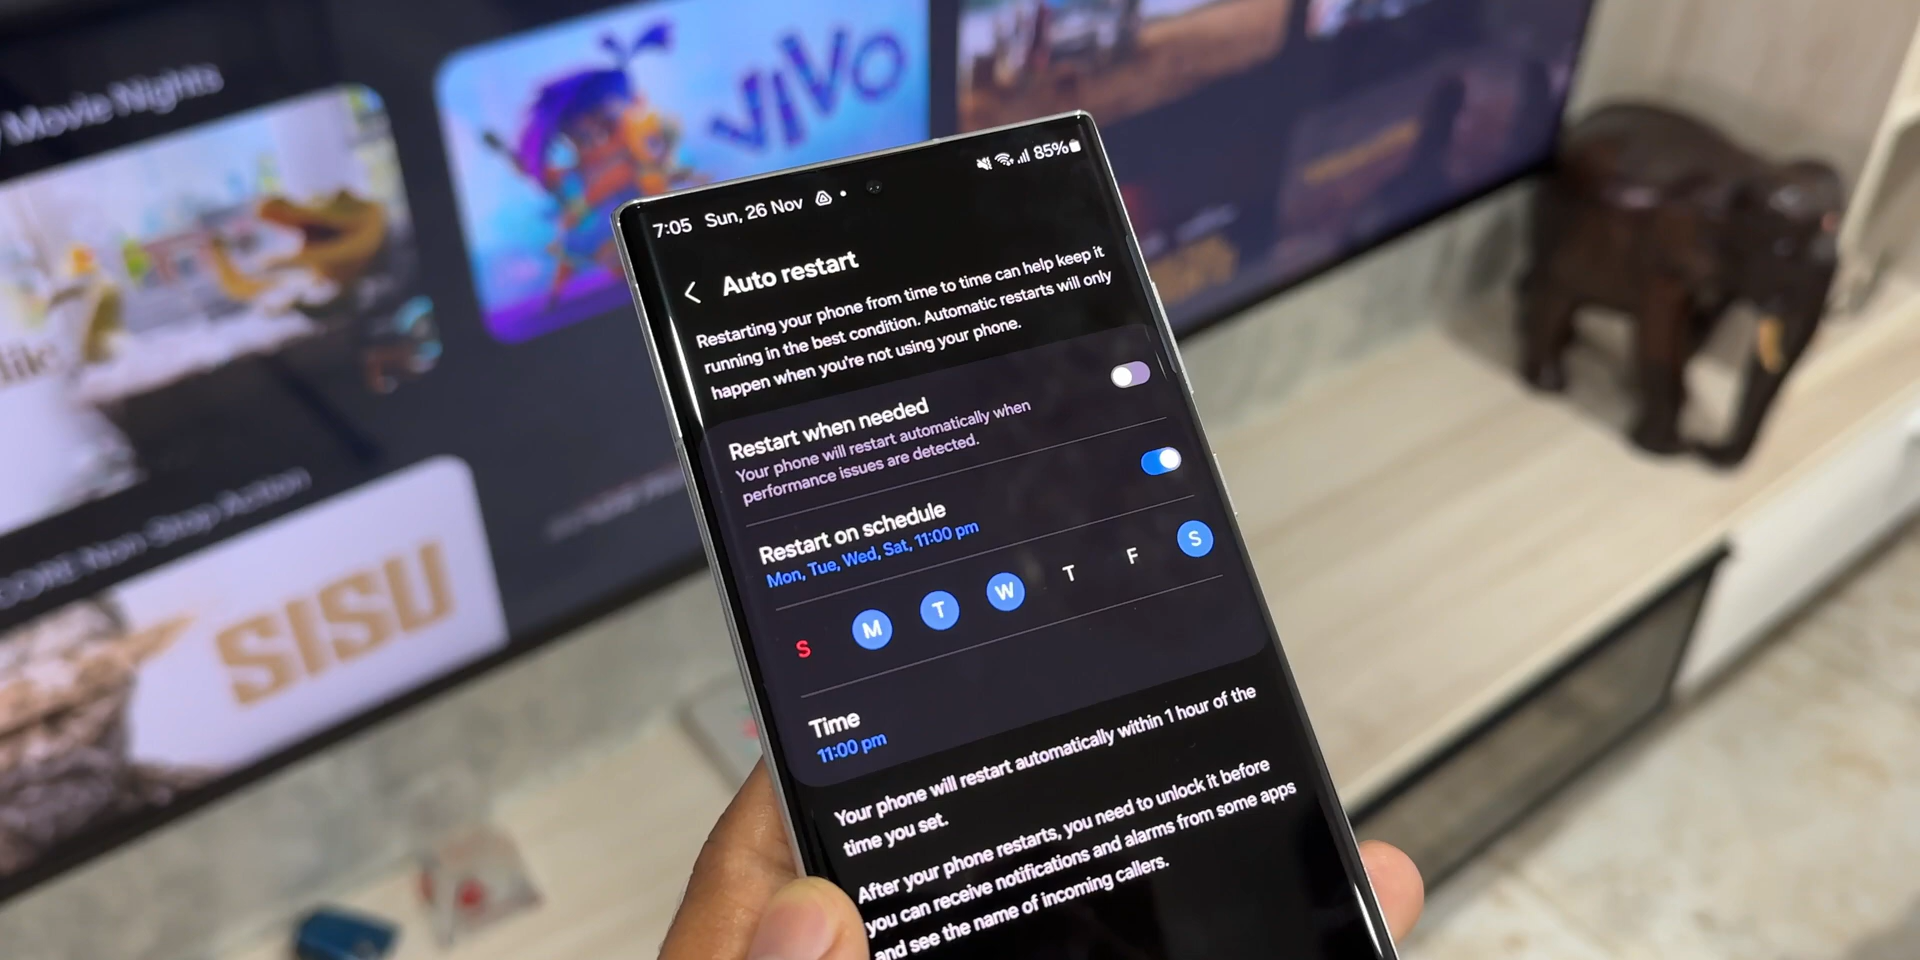 Movie Nights
VIVO
SISU
7:05 Sun, 26 Nov
85%
Auto restart
Restarting your phone from time to time can help keep it
running in the best condition. Automatic restarts will only
happen when you're not using your phone.
Restart when needed
Your phone will restart automatically when
performance issues are detected.
Restart on schedule
Mon, Tue, Wed, Sat, 11:00 pm
S M T W T F S
Time
11:00 pm
Your phone will restart automatically within 1 hour of the
time you set.
After your phone restarts, you need to unlock it before
you can receive notifications and alarms from some apps
and see the name of incoming callers.